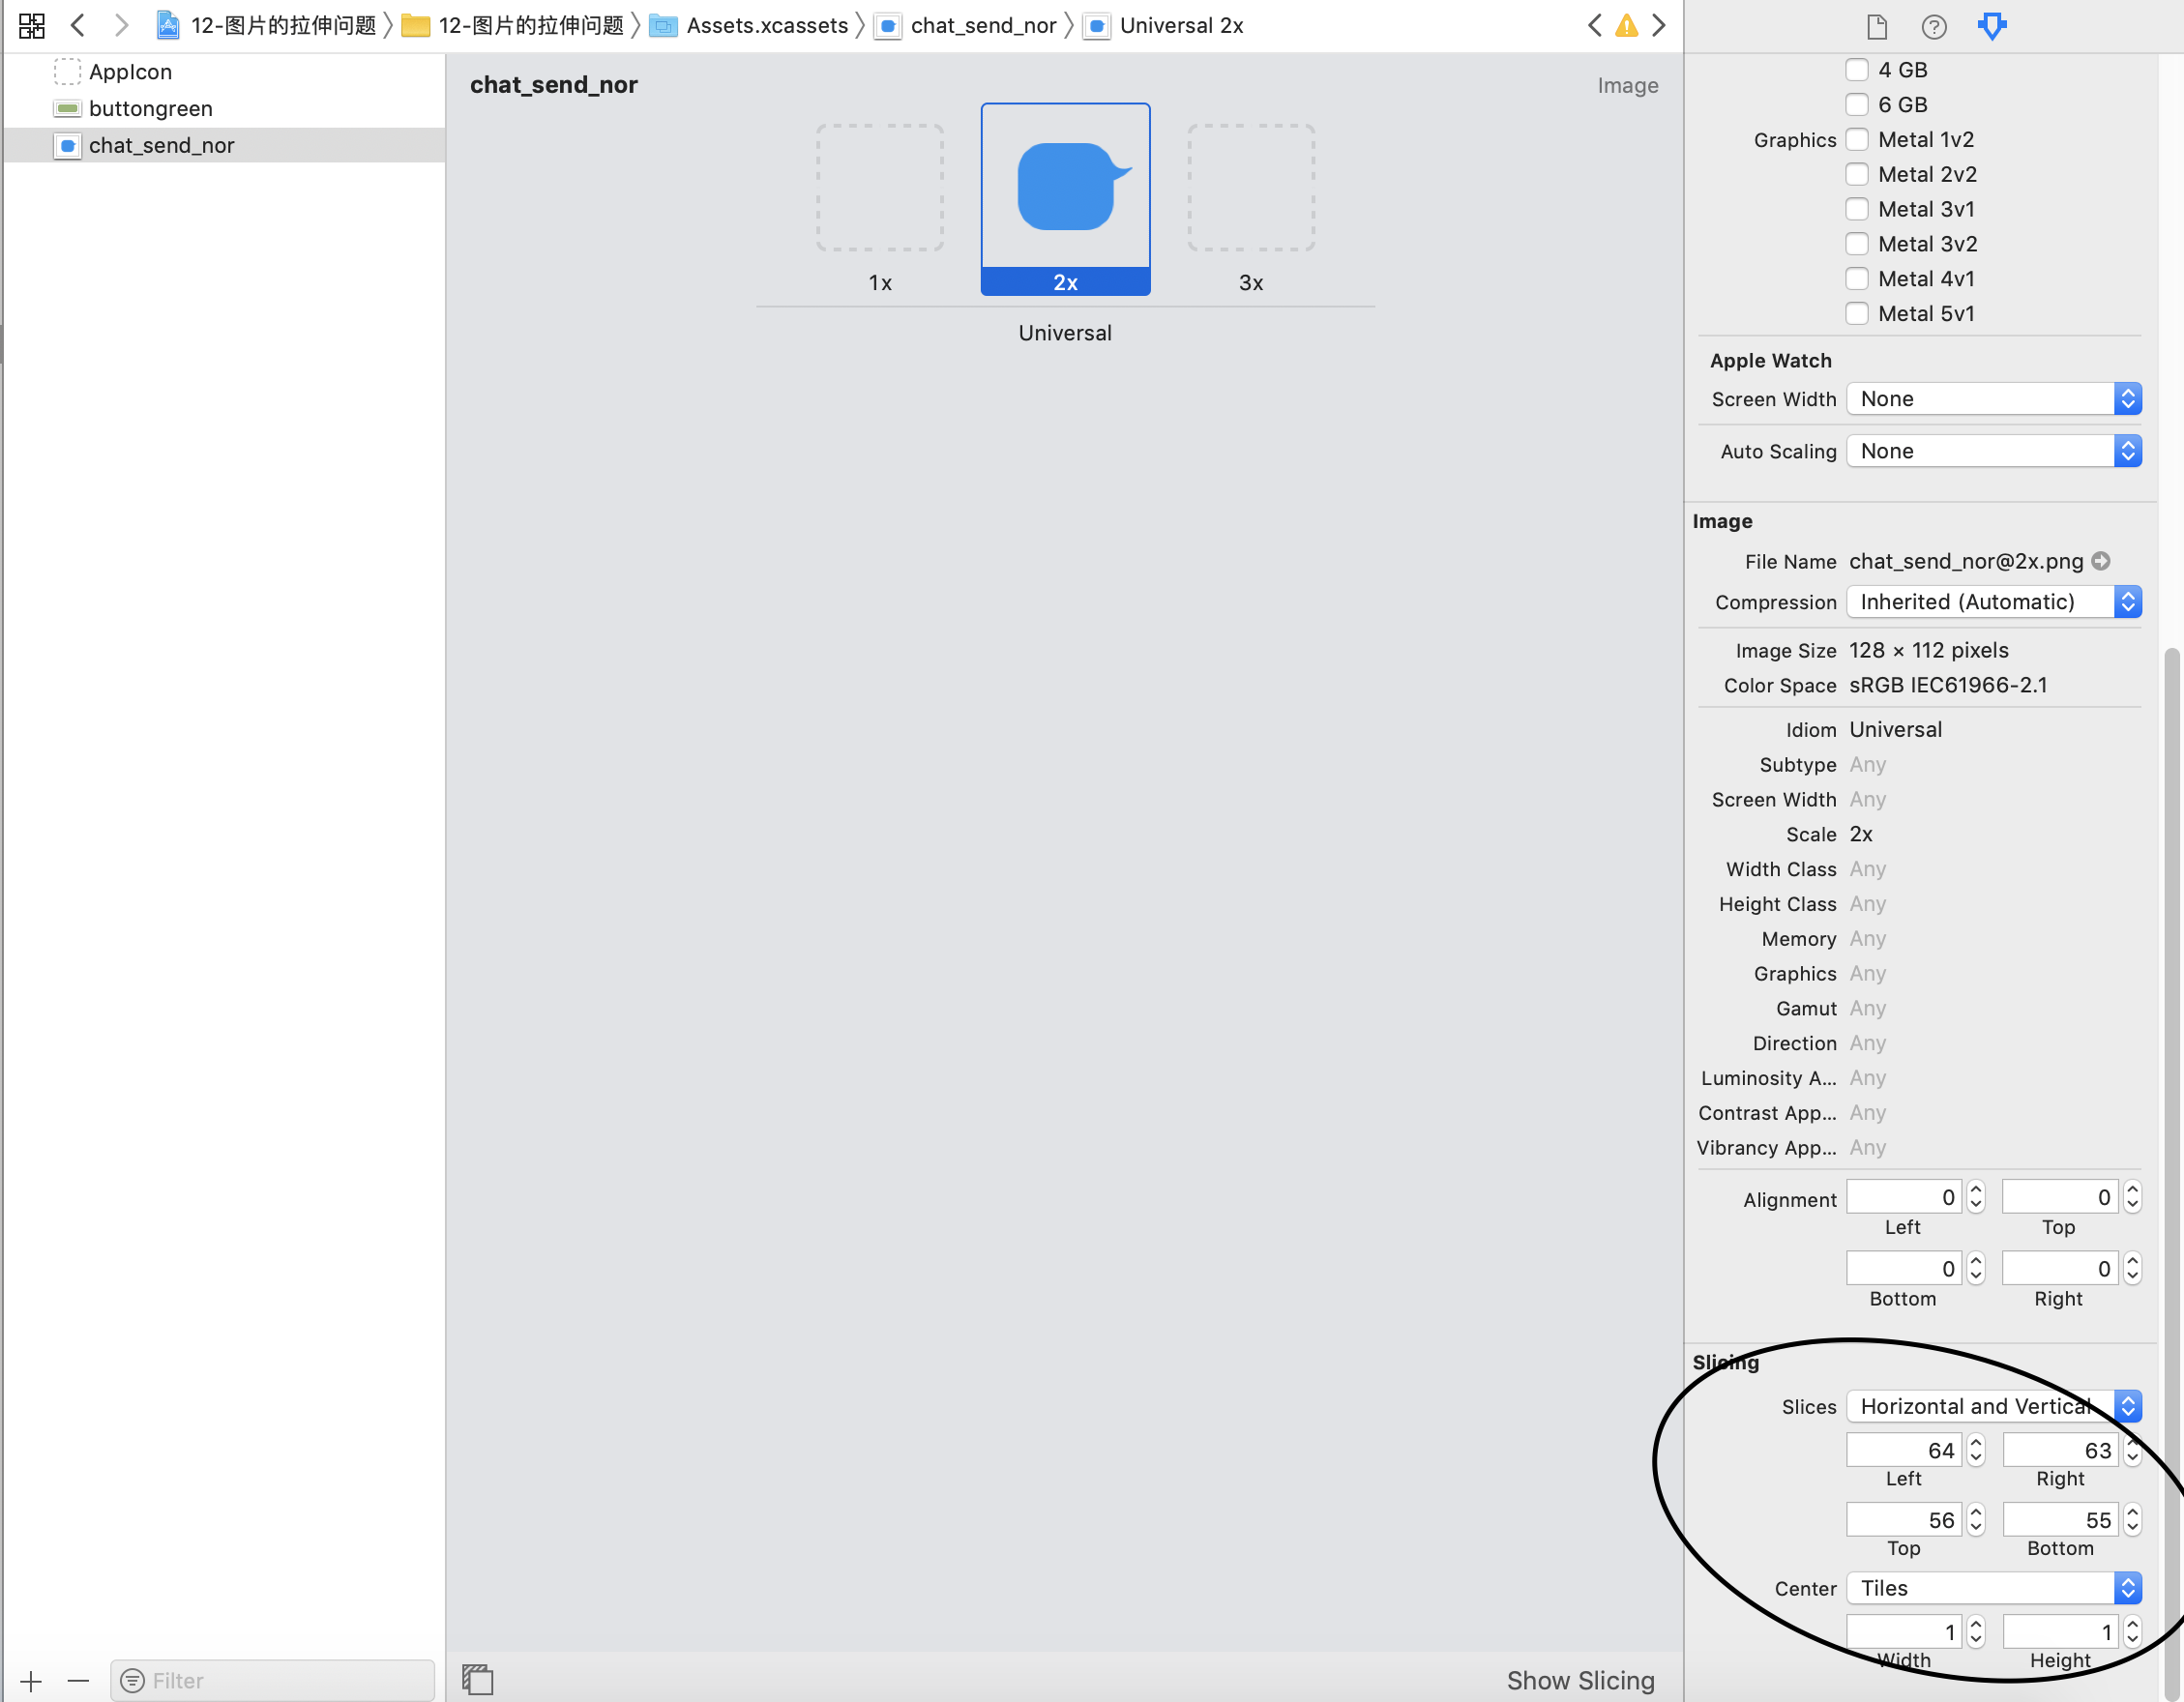 12-图片的拉伸问题 〉 12-图片的拉伸问题 〉 Assets.xcassets 〉 chat_send_nor 〉 Universal 2x
AppIcon
buttongreen
chat_send_nor
Filter
chat_send_nor
Image
1x 2x 3x
Universal
Show Slicing
4 GB
6 GB
Graphics Metal 1v2
Metal 2v2
Metal 3v1
Metal 3v2
Metal 4v1
Metal 5v1
Apple Watch
Screen Width None
Auto Scaling None
Image
File Name chat_send_nor@2x.png
Compression Inherited (Automatic)
Image Size 128 × 112 pixels
Color Space sRGB IEC61966-2.1
Idiom Universal
Subtype Any
Screen Width Any
Scale 2x
Width Class Any
Height Class Any
Memory Any
Graphics Any
Gamut Any
Direction Any
Luminosity A... Any
Contrast App... Any
Vibrancy App... Any
Alignment 0 0
Left Top
0 0
Bottom Right
Slicing
Slices Horizontal and Vertical
64 63
Left Right
56 55
Top Bottom
Center Tiles
1 1
Width Height